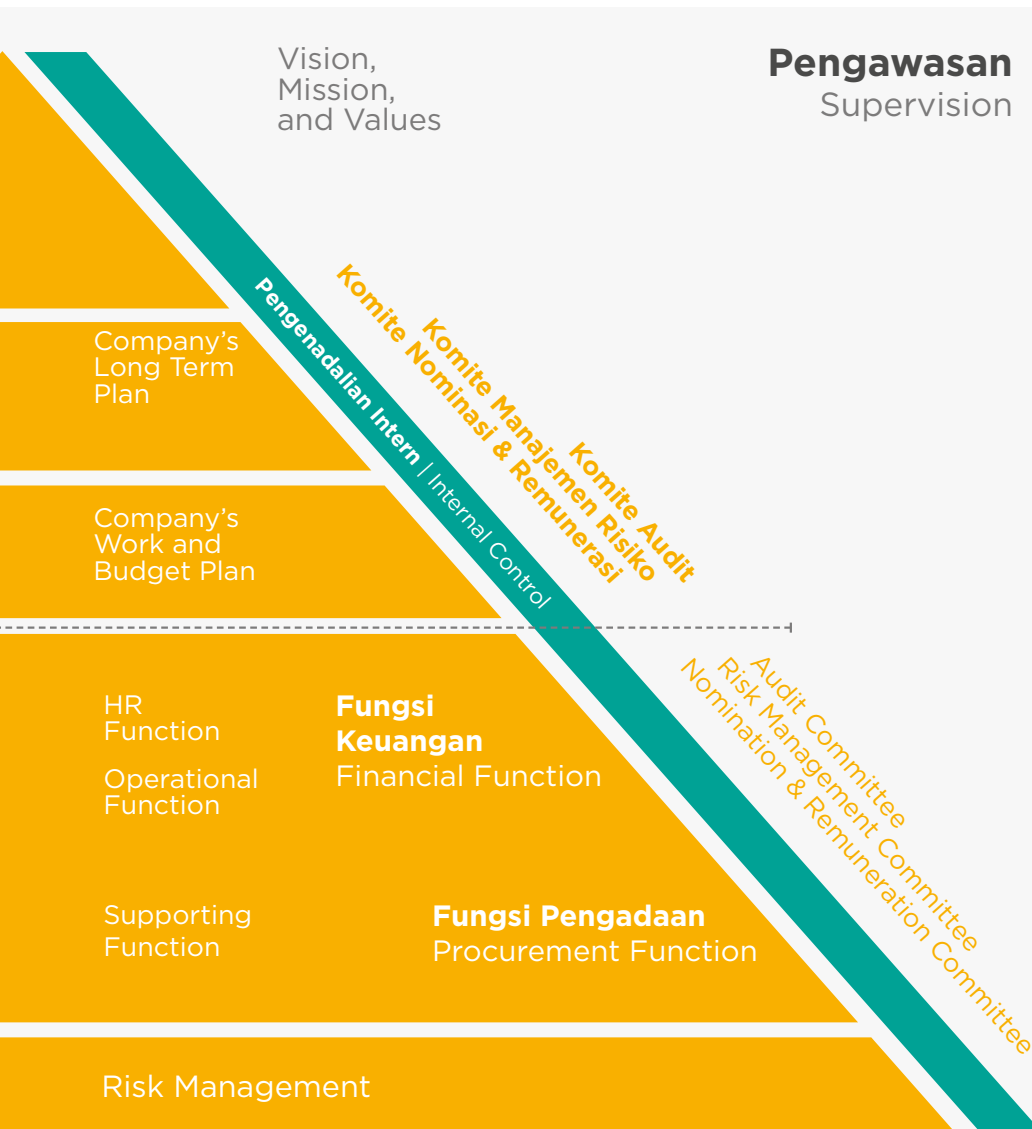 Vision,
Mission,
and Values
Pengawasan
Supervision
Pengenadalian Intern | Internal Control
Komite Nominasi & Remunerasi
Komite Manajemen Risiko
Komite Audit
Company's
Long Term
Plan
Company's
Work and
Budget Plan
Audit Committee
Risk Management Committee
Nomination & Remuneration Committee
HR
Function
Operational
Function
Fungsi
Keuangan
Financial Function
Supporting
Function
Fungsi Pengadaan
Procurement Function
Risk Management